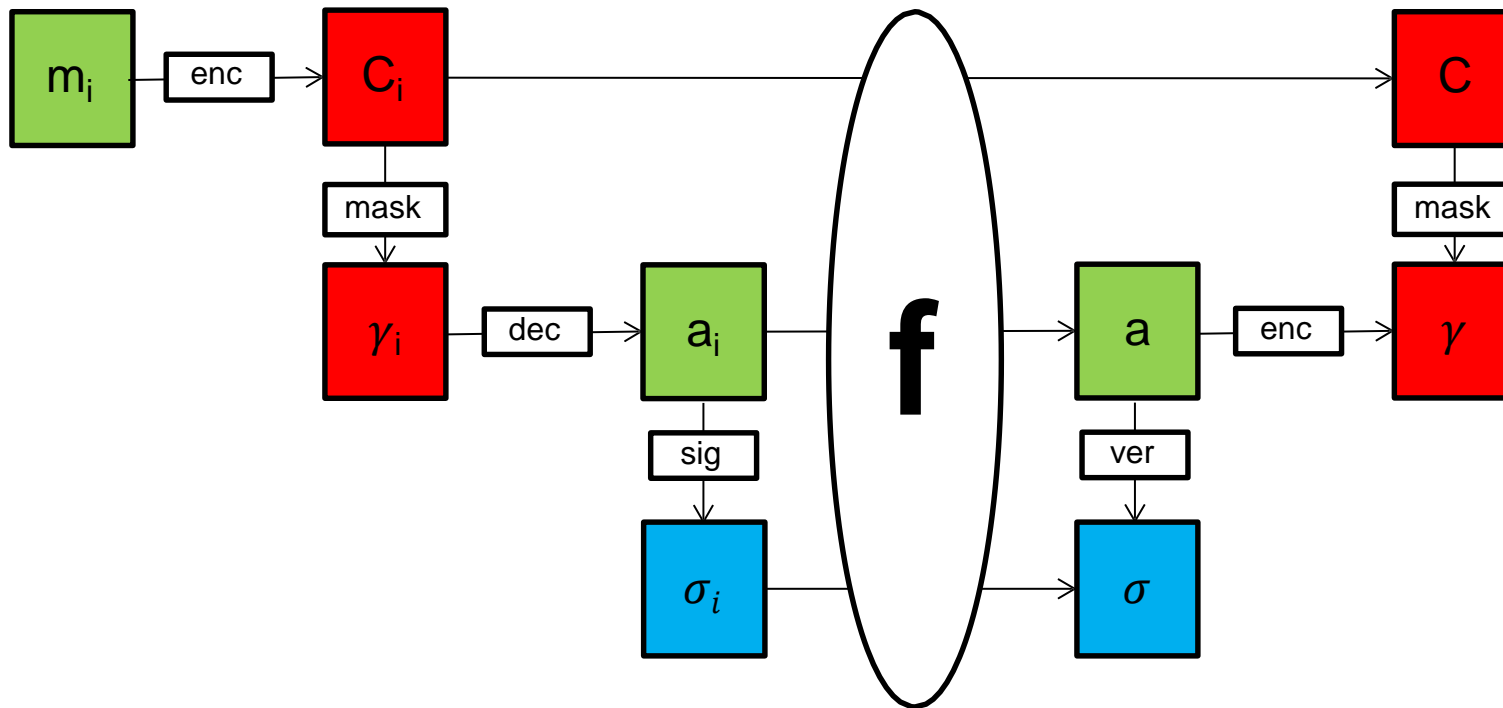 mᵢ
enc
Cᵢ
C
mask
mask
γᵢ
dec
aᵢ
f
a
enc
γ
sig
ver
σᵢ
σ